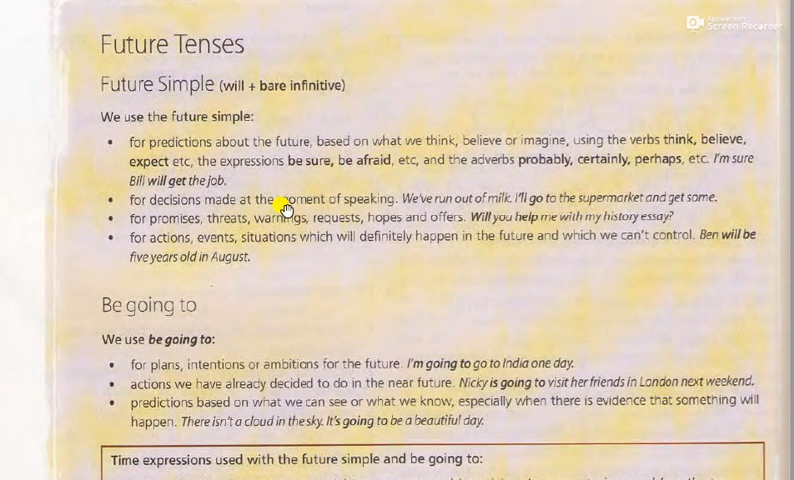 Apowersoft
Screen Recorder
Future Tenses
Future Simple (will + bare infinitive)
We use the future simple:
• for predictions about the future, based on what we think, believe or imagine, using the verbs think, believe,
expect etc, the expressions be sure, be afraid, etc, and the adverbs probably, certainly, perhaps, etc. I'm sure
Bill will get the job.
• for decisions made at the moment of speaking. We've run out of milk. I'll go to the supermarket and get some.
• for promises, threats, warnings, requests, hopes and offers. Will you help me with my history essay?
• for actions, events, situations which will definitely happen in the future and which we can't control. Ben will be
five years old in August.
Be going to
We use be going to:
• for plans, intentions or ambitions for the future. I'm going to go to India one day.
• actions we have already decided to do in the near future. Nicky is going to visit her friends in London next weekend.
• predictions based on what we can see or what we know, especially when there is evidence that something will
happen. There isn't a cloud in the sky. It's going to be a beautiful day.
Time expressions used with the future simple and be going to: